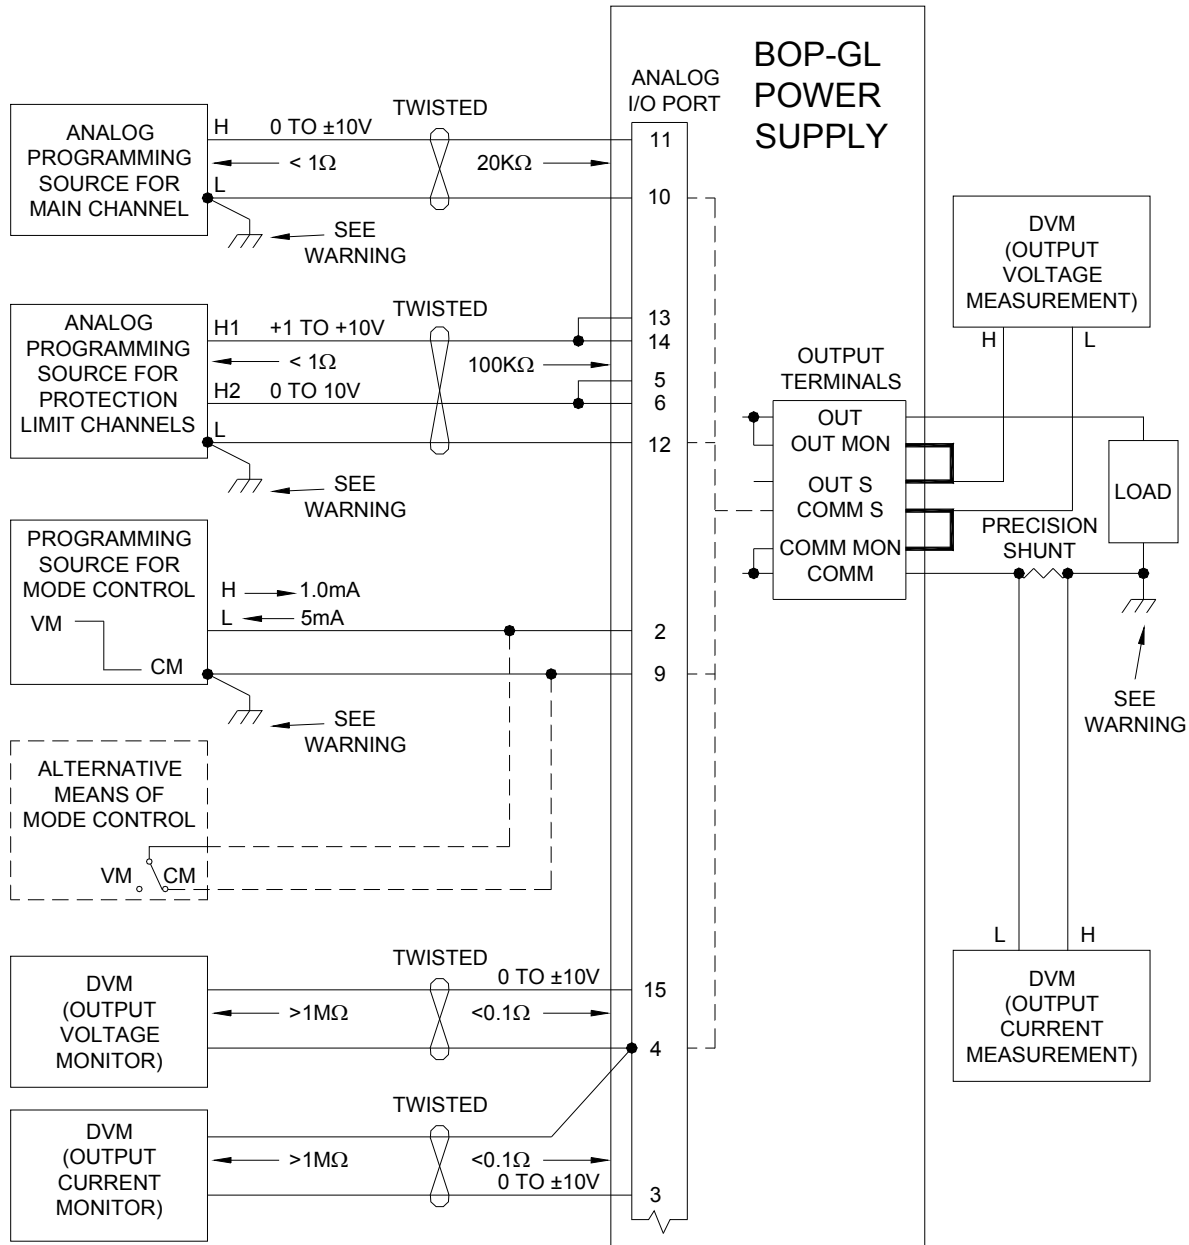 BOP-GL
POWER
SUPPLY
ANALOG
I/O PORT
ANALOG
PROGRAMMING
SOURCE FOR
MAIN CHANNEL
H
0 TO ±10V
TWISTED
< 1Ω
20KΩ
L
11
10
SEE
WARNING
ANALOG
PROGRAMMING
SOURCE FOR
PROTECTION
LIMIT CHANNELS
H1
+1 TO +10V
TWISTED
< 1Ω
100KΩ
H2
0 TO 10V
L
13
14
5
6
12
SEE
WARNING
PROGRAMMING
SOURCE FOR
MODE CONTROL
VM
CM
H
1.0mA
L
5mA
2
9
SEE
WARNING
ALTERNATIVE
MEANS OF
MODE CONTROL
VM
CM
DVM
(OUTPUT
VOLTAGE
MONITOR)
TWISTED
0 TO ±10V
>1MΩ
<0.1Ω
15
4
DVM
(OUTPUT
CURRENT
MONITOR)
TWISTED
>1MΩ
<0.1Ω
0 TO ±10V
3
OUTPUT
TERMINALS
OUT
OUT MON
OUT S
COMM S
COMM MON
COMM
DVM
(OUTPUT
VOLTAGE
MEASUREMENT)
H
L
LOAD
PRECISION
SHUNT
SEE
WARNING
L
H
DVM
(OUTPUT
CURRENT
MEASUREMENT)